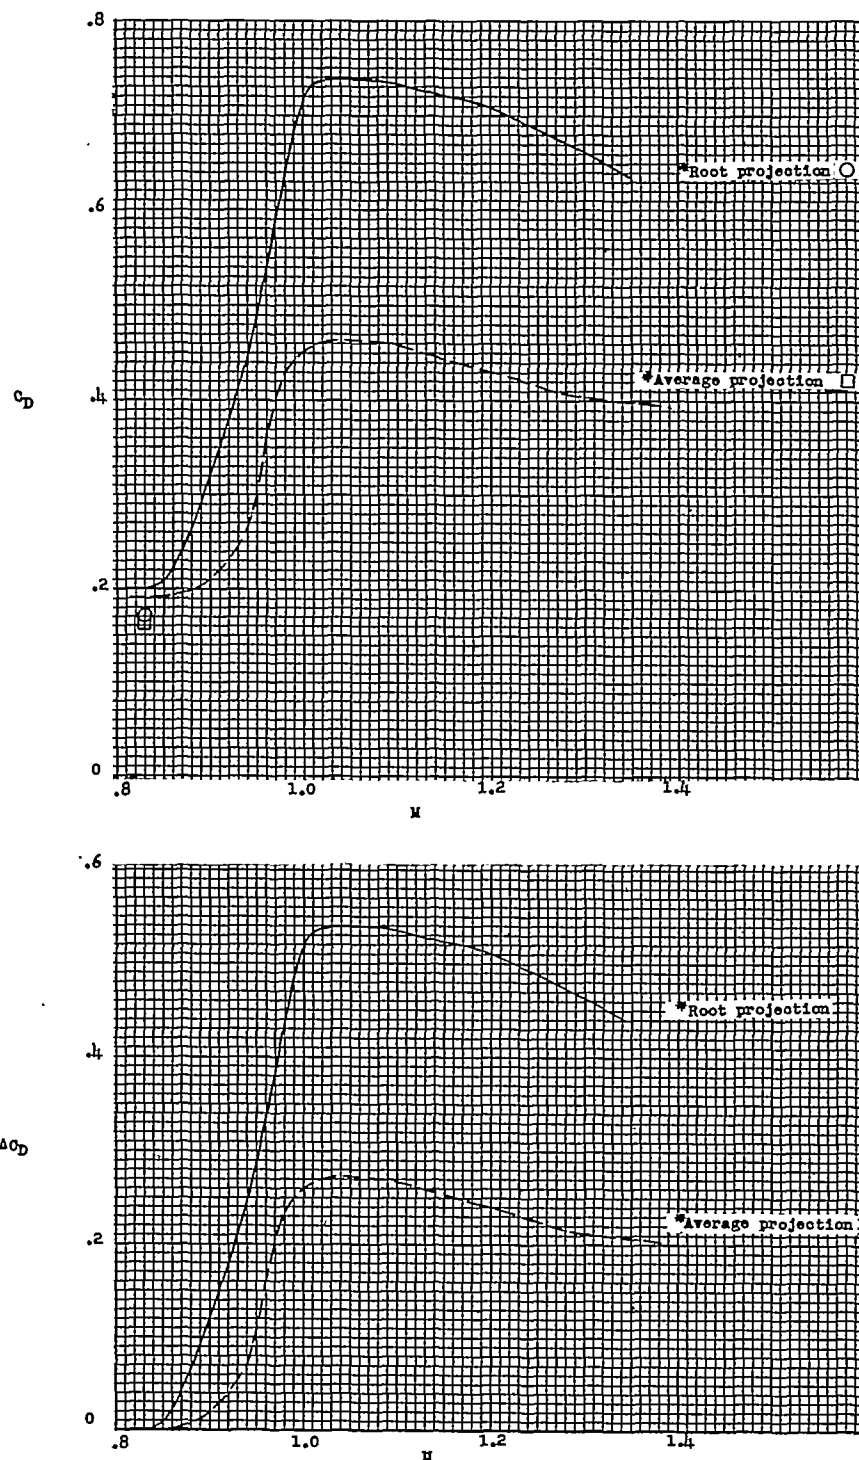 .8
*Root projection
.6
*Average projection
.4
C_D
.2
0
.8 1.0 1.2 1.4
M
.6
*Root projection
.4
ΔC_D
*Average projection
.2
0
.8 1.0 1.2 1.4
M